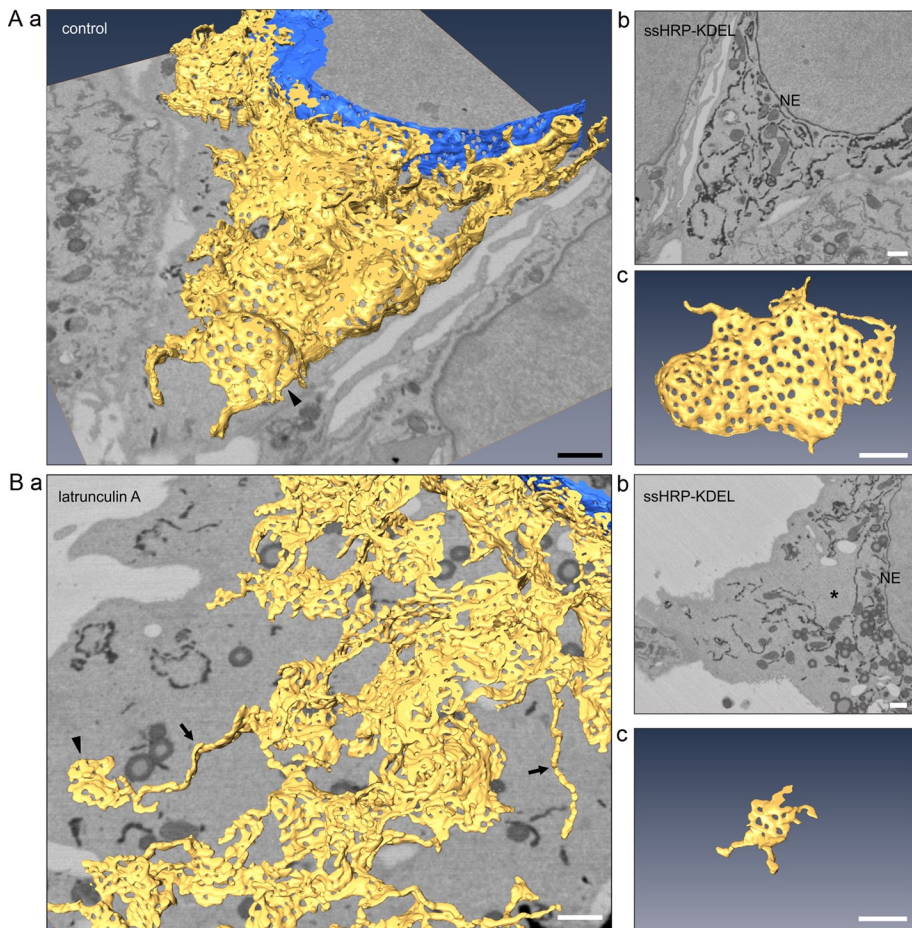 A a
control
b
ssHRP-KDEL
NE
c
B a
latrunculin A
b
ssHRP-KDEL
NE
*
c